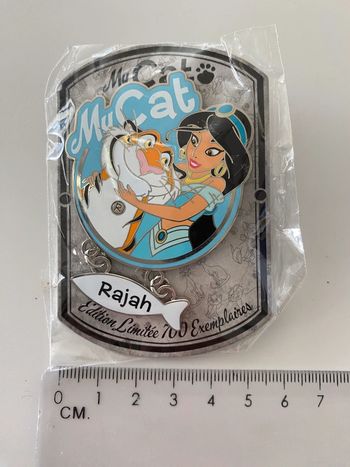 My Cat
My Cat
R
Rajah
Edition Limitée 700 Exemplaires
0 1 2 3 4 5 6 7
CM.